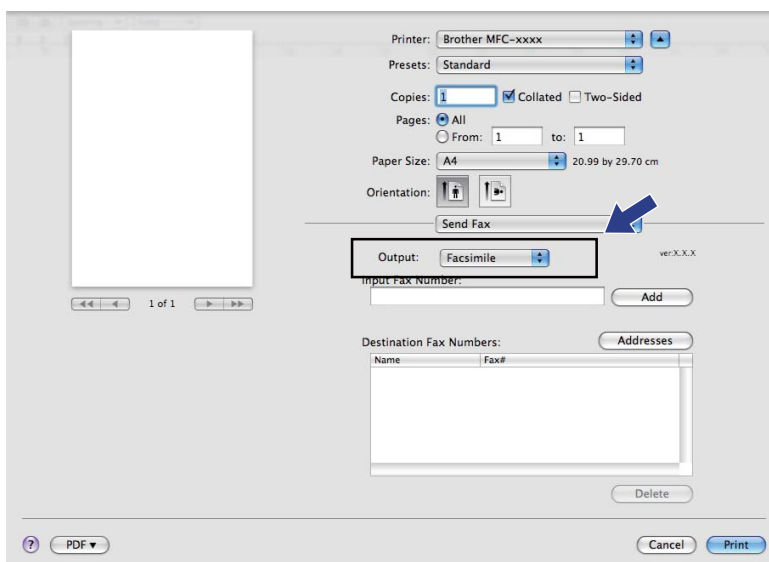 Printer: Brother MFC-xxxx
Presets: Standard
Copies: 1 Collated Two-Sided
Pages: All
From: 1 to: 1
Paper Size: A4 20.99 by 29.70 cm
Orientation:
Send Fax
Output: Facsimile ver:X.X.X
Input Fax Number:
Add
1 of 1
Destination Fax Numbers: Addresses
Name Fax#
Delete
? PDF Cancel Print